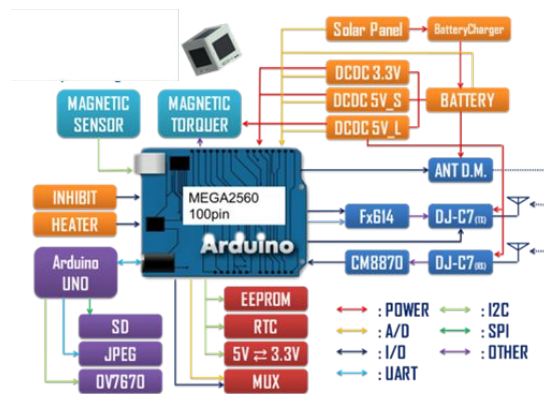 Solar Panel
BatteryCharger
DCDC 3.3V
MAGNETIC
SENSOR
MAGNETIC
TORQUER
DCDC 5V_S
BATTERY
DCDC 5V_L
ANT D.M.
INHIBIT
HEATER
MEGA2560
100pin
Arduino
Fx614
DJ-C7
CM8870
DJ-C7
Arduino
UNO
SD
JPEG
OV7670
EEPROM
RTC
5V ⇄ 3.3V
MUX
: POWER
: A/D
: I/O
: UART
: I2C
: SPI
: OTHER